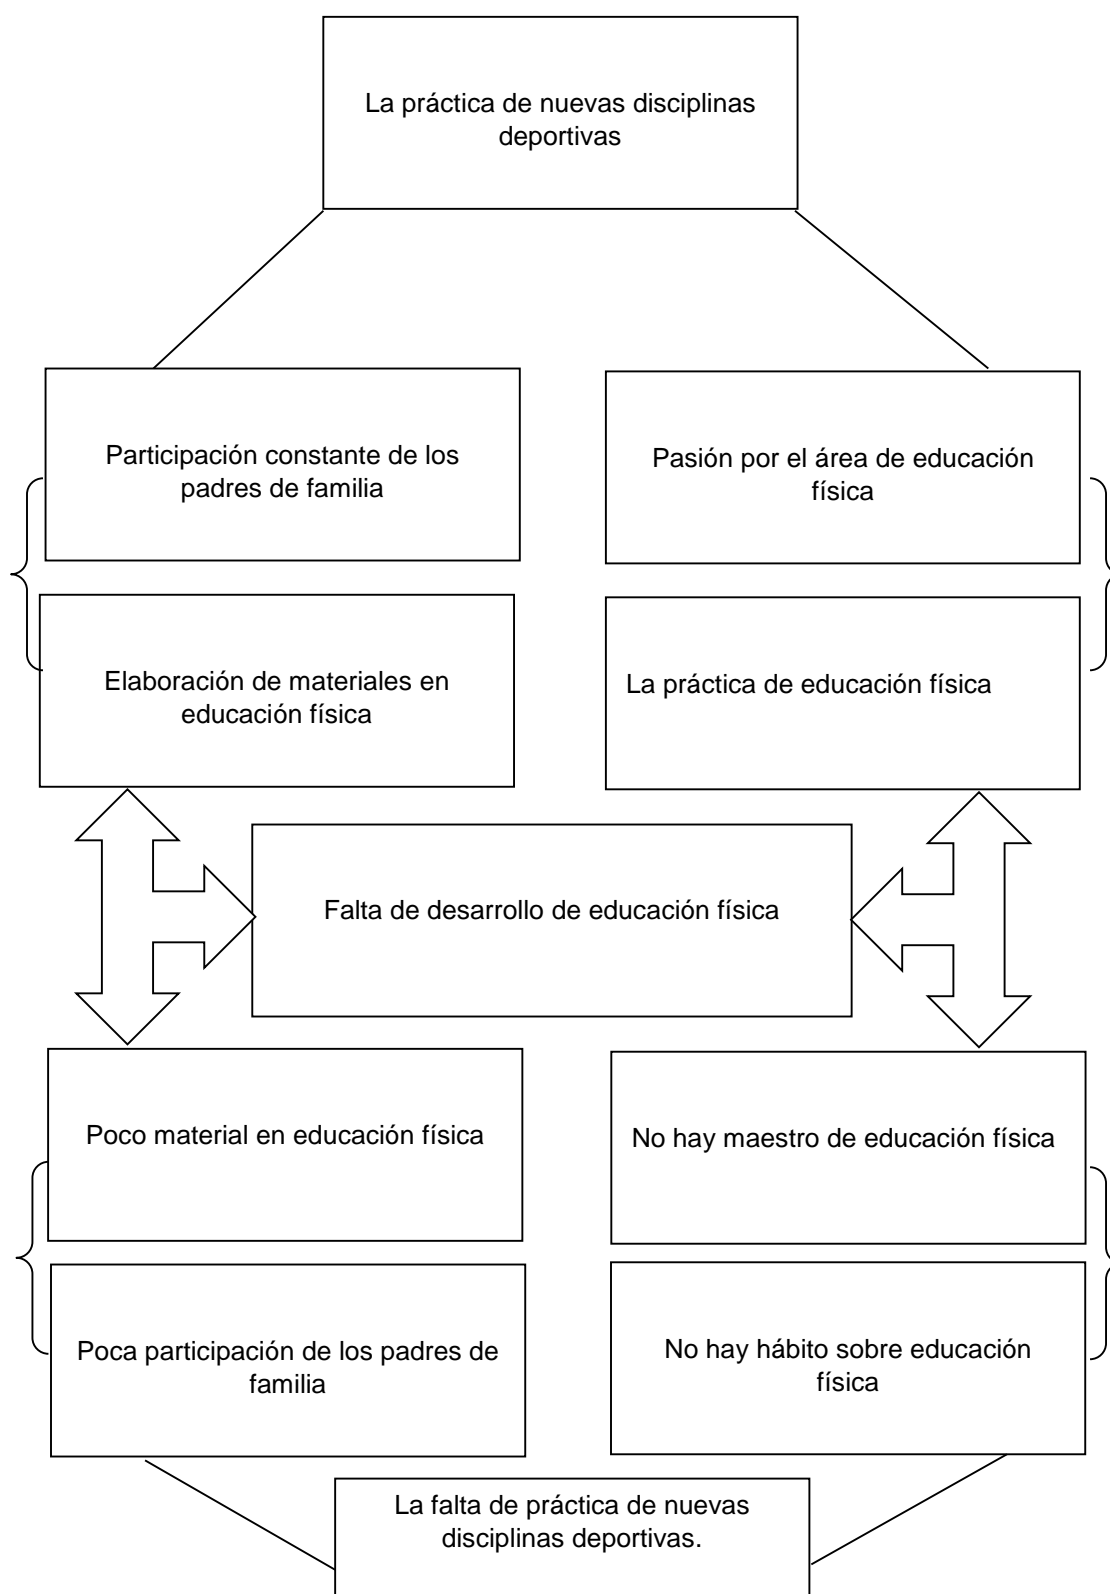 La práctica de nuevas disciplinas
deportivas
Participación constante de los
padres de familia
Pasión por el área de educación
física
Elaboración de materiales en
educación física
La práctica de educación física
Falta de desarrollo de educación física
Poco material en educación física
No hay maestro de educación física
Poca participación de los padres de
familia
No hay hábito sobre educación
física
La falta de práctica de nuevas
disciplinas deportivas.